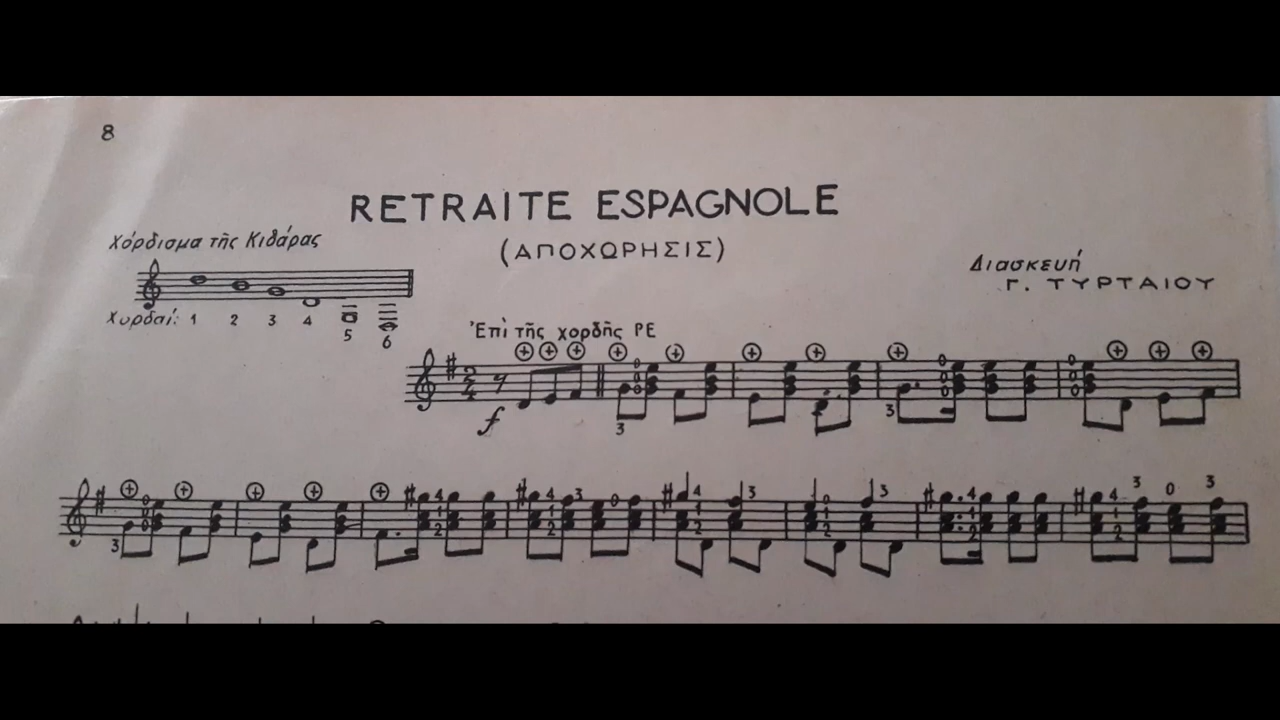 8
RETRAITE ESPAGNOLE
Χόρδισμα τῆς Κιθάρας
(ΑΠΟΧΩΡΗΣΙΣ)
Διασκευή
Γ. ΤΥΡΤΑΙΟΥ
Χορδαί: 1 2 3 4 5 6
Ἐπὶ τῆς χορδῆς ΡΕ